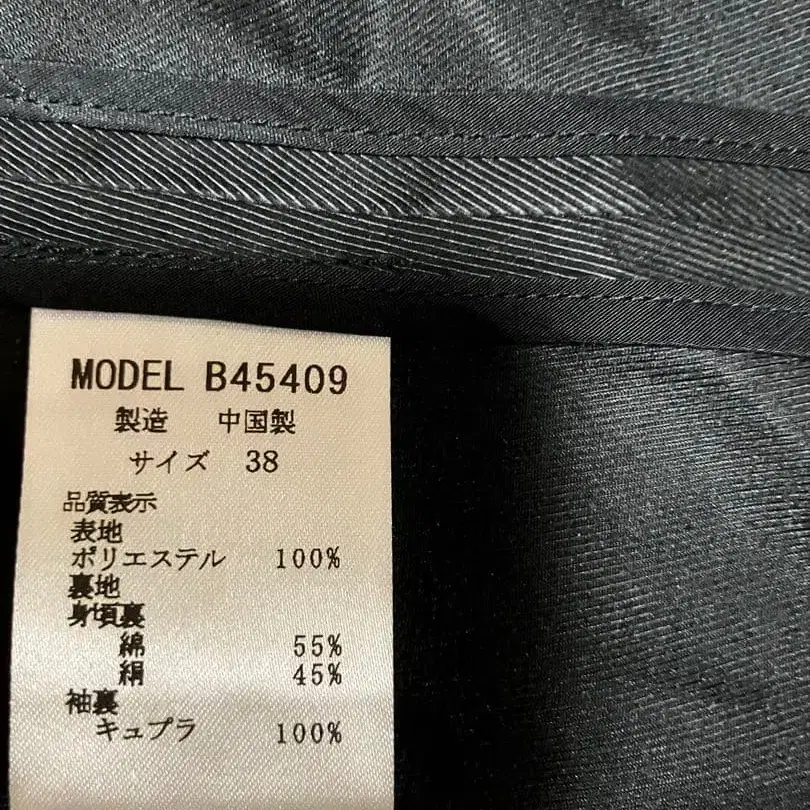 MODEL B45409
製造 中国製
サイズ 38
品質表示
表地
ポリエステル 100%
裏地
身頃裏
綿 55%
絹 45%
袖裏
キュプラ 100%